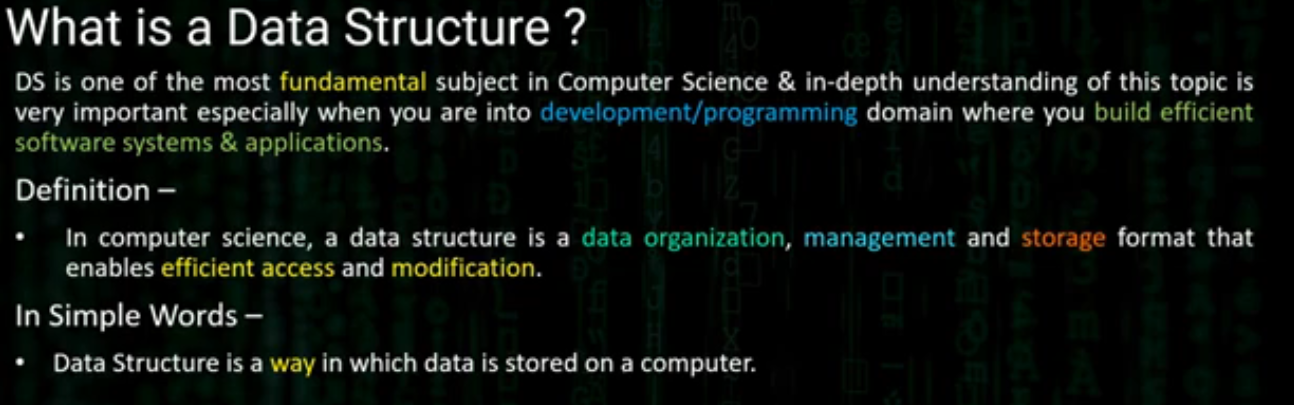 What is a Data Structure ?
DS is one of the most fundamental subject in Computer Science & in-depth understanding of this topic is
very important especially when you are into development/programming domain where you build efficient
software systems & applications.
Definition –
• In computer science, a data structure is a data organization, management and storage format that
enables efficient access and modification.
In Simple Words –
• Data Structure is a way in which data is stored on a computer.